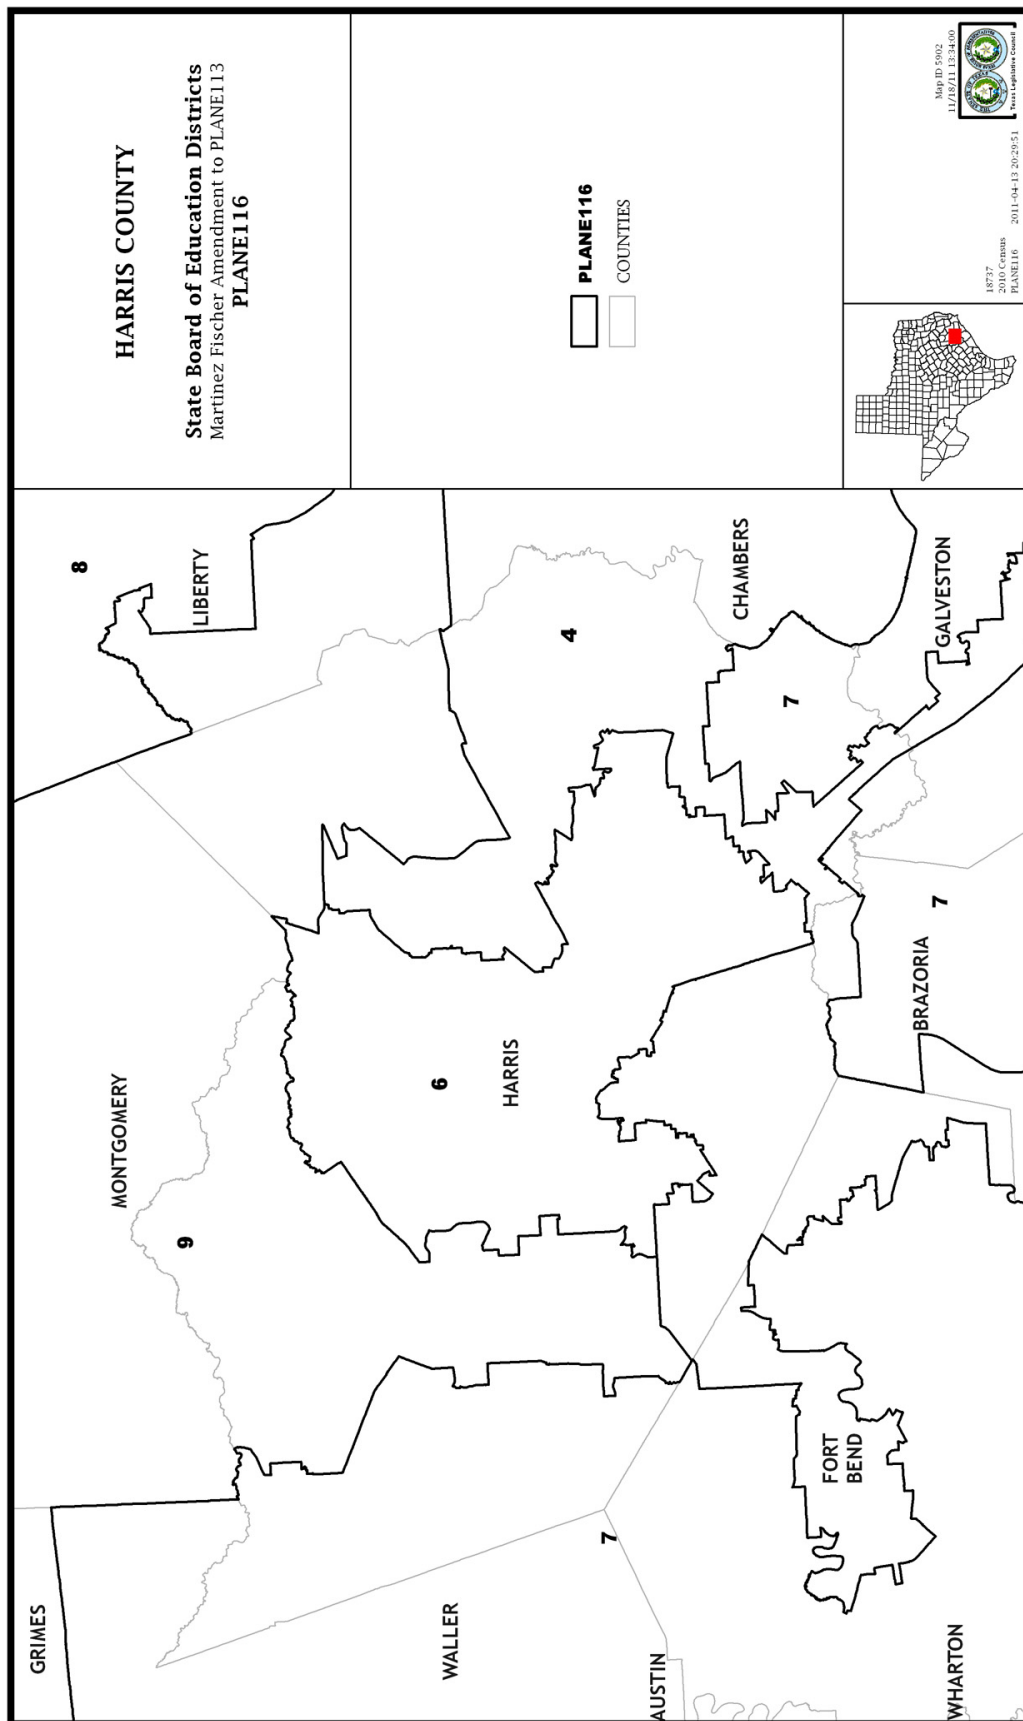 HARRIS COUNTY
State Board of Education Districts
Martinez Fischer Amendment to PLANE113
PLANE116
PLANE116
COUNTIES
Map ID 5902
11/18/11 13:34:00
Texas Legislative Council
18737
2010 Census
PLANE116 2011-04-13 20:29:51
GRIMES
MONTGOMERY
9
8
LIBERTY
WALLER
6
HARRIS
4
7
CHAMBERS
7
AUSTIN
FORT
BEND
BRAZORIA
7
GALVESTON
WHARTON